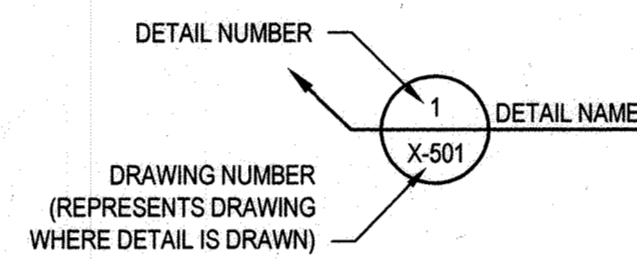 DETAIL NUMBER
1
DETAIL NAME
X-501
DRAWING NUMBER
(REPRESENTS DRAWING
WHERE DETAIL IS DRAWN)